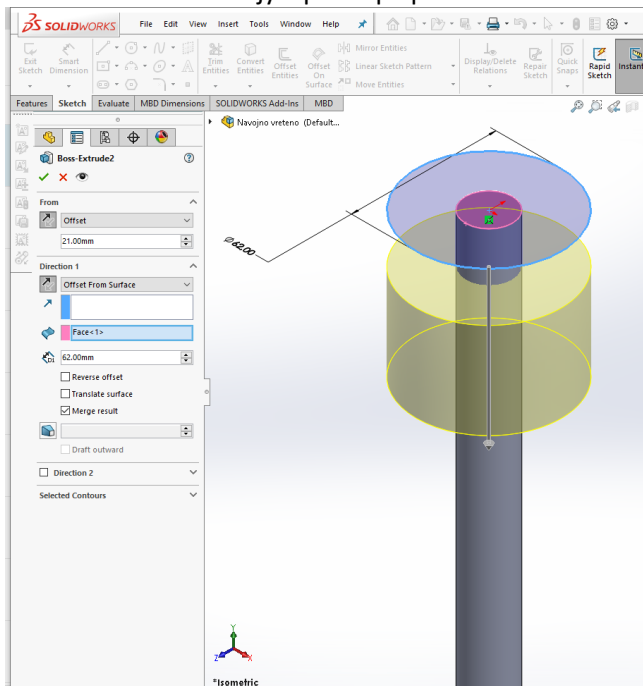 SOLIDWORKS File Edit View Insert Tools Window Help
Exit Sketch Smart Dimension Trim Entities Convert Entities Offset Entities Offset On Surface Mirror Entities Linear Sketch Pattern Move Entities Display/Delete Relations Repair Sketch Quick Snaps Rapid Sketch Instant
Features Sketch Evaluate MBD Dimensions SOLIDWORKS Add-Ins MBD
Navojno vreteno (Default...
Boss-Extrude2
From
Offset
21.00mm
Direction 1
Offset From Surface
Face<1>
62.00mm
Reverse offset
Translate surface
Merge result
Draft outward
Direction 2
Selected Contours
Ø62.00
Y
Z X
*Isometric